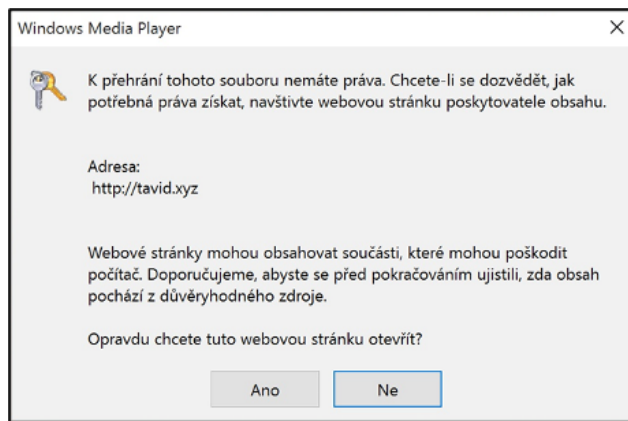 Windows Media Player
K přehrání tohoto souboru nemáte práva. Chcete-li se dozvědět, jak
potřebná práva získat, navštivte webovou stránku poskytovatele obsahu.
Adresa:
http://tavid.xyz
Webové stránky mohou obsahovat součásti, které mohou poškodit
počítač. Doporučujeme, abyste se před pokračováním ujistili, zda obsah
pochází z důvěryhodného zdroje.
Opravdu chcete tuto webovou stránku otevřít?
Ano
Ne